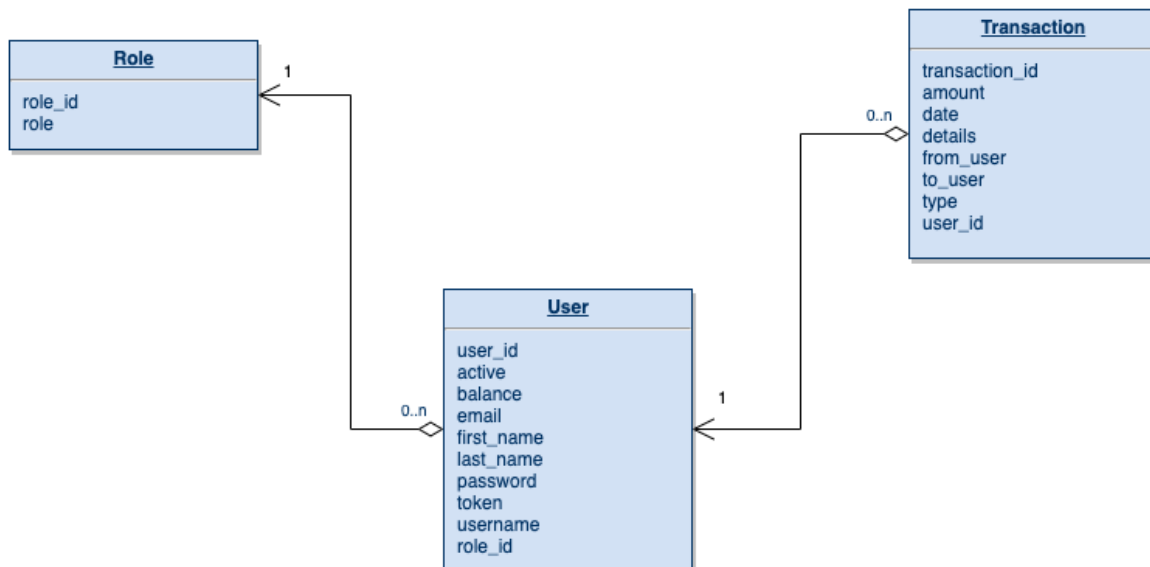 Role
role_id
role
1
Transaction
transaction_id
amount
date
details
from_user
to_user
type
user_id
0..n
User
user_id
active
balance
email
first_name
last_name
password
token
username
role_id
0..n
1